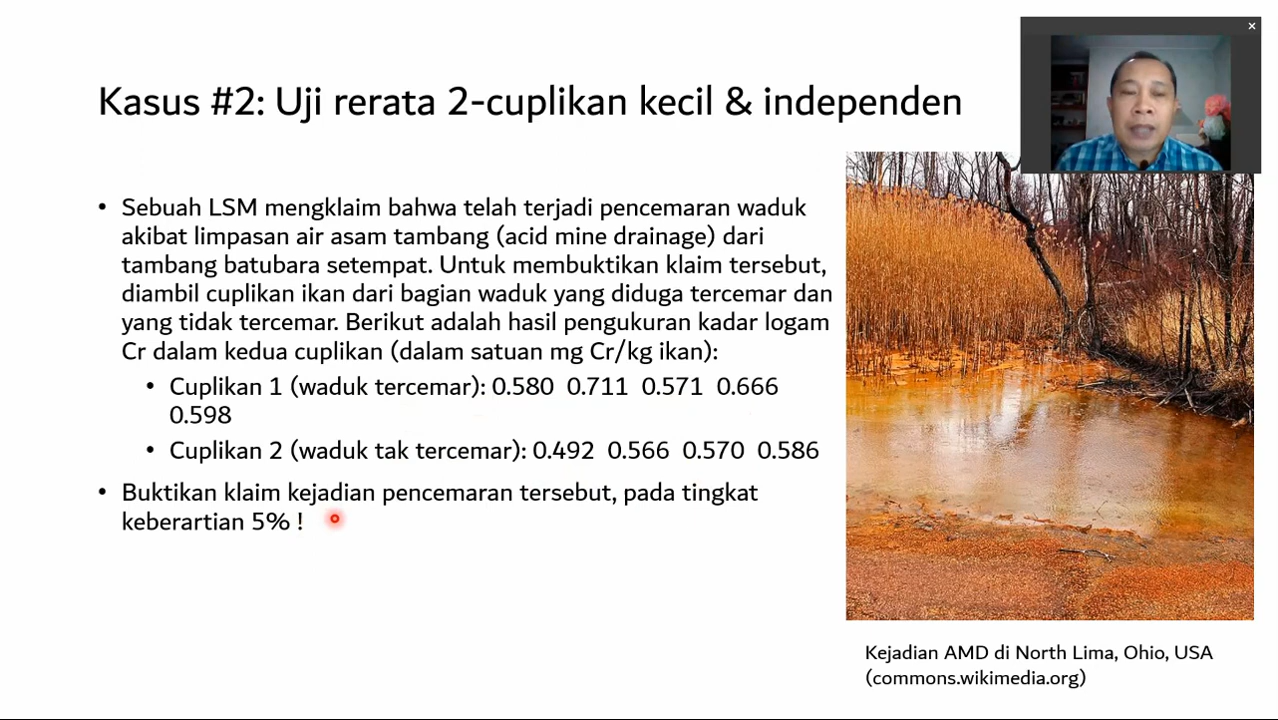 Kasus #2: Uji rerata 2-cuplikan kecil & independen
• Sebuah LSM mengklaim bahwa telah terjadi pencemaran waduk
akibat limpasan air asam tambang (acid mine drainage) dari
tambang batubara setempat. Untuk membuktikan klaim tersebut,
diambil cuplikan ikan dari bagian waduk yang diduga tercemar dan
yang tidak tercemar. Berikut adalah hasil pengukuran kadar logam
Cr dalam kedua cuplikan (dalam satuan mg Cr/kg ikan):
• Cuplikan 1 (waduk tercemar): 0.580 0.711 0.571 0.666
0.598
• Cuplikan 2 (waduk tak tercemar): 0.492 0.566 0.570 0.586
• Buktikan klaim kejadian pencemaran tersebut, pada tingkat
keberartian 5% !
Kejadian AMD di North Lima, Ohio, USA
(commons.wikimedia.org)